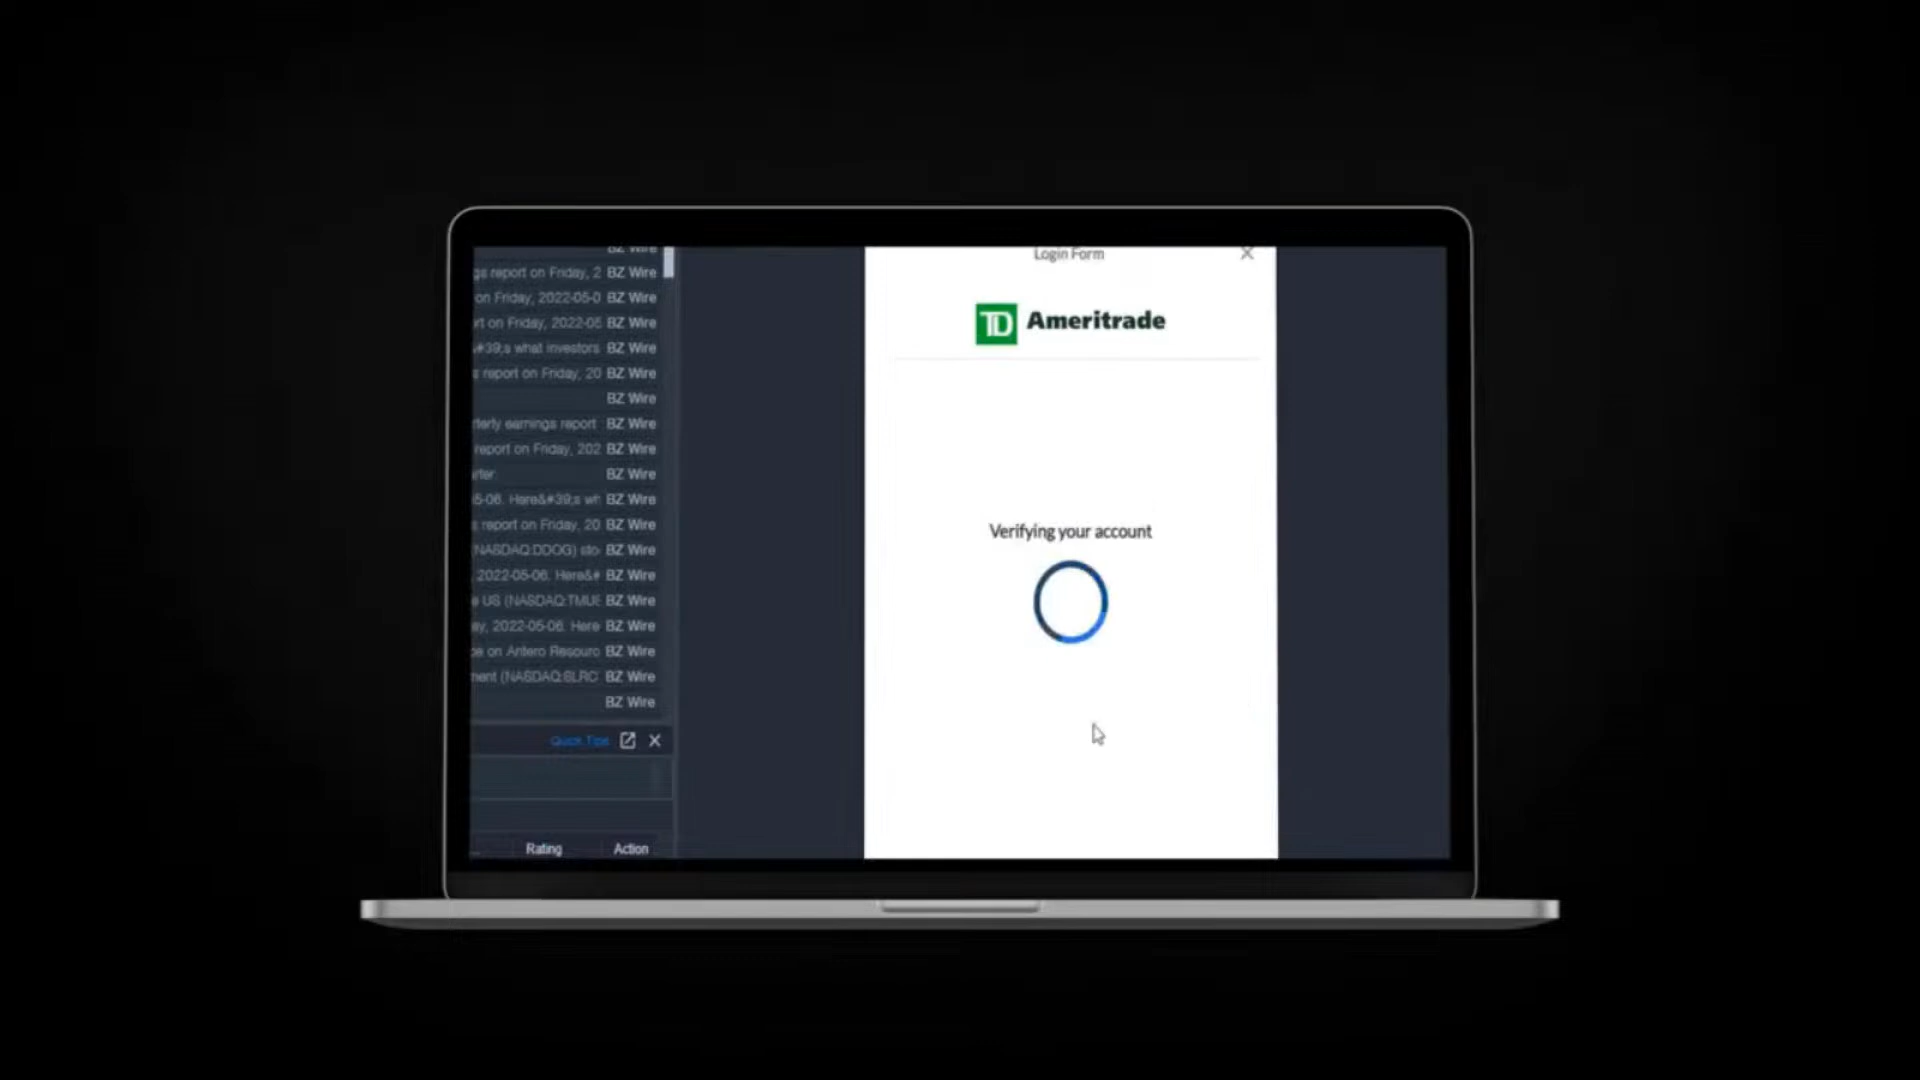 BZ Wire
gs report on Friday, 2 BZ Wire
on Friday, 2022-05-0 BZ Wire
rt on Friday, 2022-05 BZ Wire
&#39;s what investors BZ Wire
s report on Friday, 20 BZ Wire
BZ Wire
rterly earnings report BZ Wire
report on Friday, 202 BZ Wire
rter. BZ Wire
5-06. Here&#39;s wh BZ Wire
s report on Friday, 20 BZ Wire
(NASDAQ:DDOG) sto BZ Wire
, 2022-05-06. Here&# BZ Wire
e US (NASDAQ:TMUS BZ Wire
ay, 2022-05-06. Here BZ Wire
ce on Antero Resourc BZ Wire
ment (NASDAQ:SLRC BZ Wire
BZ Wire
Quick Tips
Rating Action
Login Form
TD Ameritrade
Verifying your account